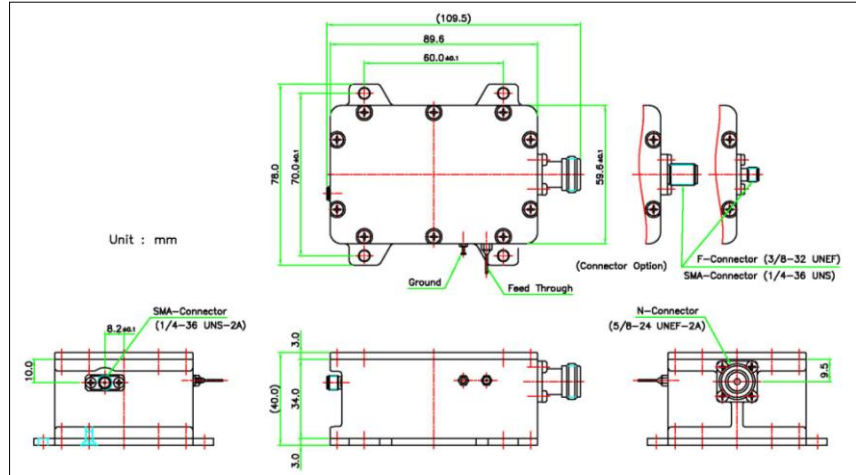 (109.5)
89.6
60.0±0.1
78.0
70.0±0.1
59.6±0.1
Unit : mm
Ground
Feed Through
(Connector Option)
F-Connector (3/8-32 UNEF)
SMA-Connector (1/4-36 UNS)
SMA-Connector
(1/4-36 UNS-2A)
8.2±0.1
10.0
3.0
(40.0)
34.0
3.0
N-Connector
(5/8-24 UNEF-2A)
9.5